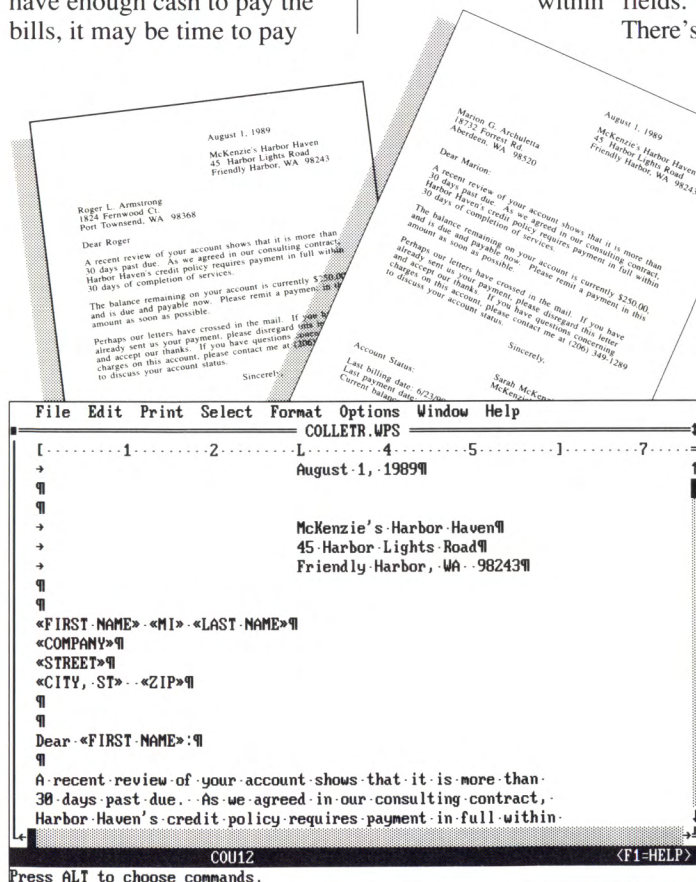 have enough cash to pay the
bills, it may be time to pay
within fields.
There's
August 1, 1989
McKenzie's Harbor Haven
45 Harbor Lights Road
Friendly Harbor, WA 98243
Roger L. Armstrong
1824 Fernwood Ct.
Port Townsend, WA 98368
Dear Roger
A recent review of your account shows that it is more than
30 days past due. As we agreed in our consulting contract,
Harbor Haven's credit policy requires payment in full within
30 days of completion of services.
The balance remaining on your account is currently $250.00
and is due and payable now. Please remit a payment in
amount as soon as possible.
Perhaps our letters have crossed in the mail. If you
already sent us your payment, please disregard
and accept our thanks. If you have questions
charges on this account, please contact me at (206)
to discuss your account status.
Sincerely,
August 1, 1989
McKenzie's Harbor Haven
45 Harbor Lights Road
Friendly Harbor, WA 98243
Marion G. Archuletta
18732 Forrest Rd.
Aberdeen, WA 98520
Dear Marion:
A recent review of your account shows that it is more than
30 days past due. As we agreed in our consulting contract,
Harbor Haven's credit policy requires payment in full within
30 days of completion of services.
The balance remaining on your account is currently $250.00,
and is due and payable now. Please remit a payment in this
amount as soon as possible.
Perhaps our letters have crossed in the mail. If you have
already sent us your payment, please disregard this letter
and accept our thanks. If you have questions concerning
charges on this account, please contact me at (206) 349-1289
to discuss your account status.
Sincerely,
Sarah McKen
McKenzie
Account Status:
Last billing date: 6/23/
Last payment date:
Current balan
File Edit Print Select Format Options Window Help
COLLETR.WPS
[·········1·········2·········L·········4·········5·········]·········7·····
→ August·1,·1989¶
¶
¶
→ McKenzie's·Harbor·Haven¶
→ 45·Harbor·Lights·Road¶
→ Friendly·Harbor,·WA··98243¶
¶
¶
«FIRST·NAME»·«MI»·«LAST·NAME»¶
«COMPANY»¶
«STREET»¶
«CITY,·ST»··«ZIP»¶
¶
¶
Dear·«FIRST·NAME»:¶
¶
A·recent·review·of·your·account·shows·that·it·is·more·than·
30·days·past·due.··As·we·agreed·in·our·consulting·contract,·
Harbor·Haven's·credit·policy·requires·payment·in·full·within·
COU12 <F1=HELP>
Press ALT to choose commands.